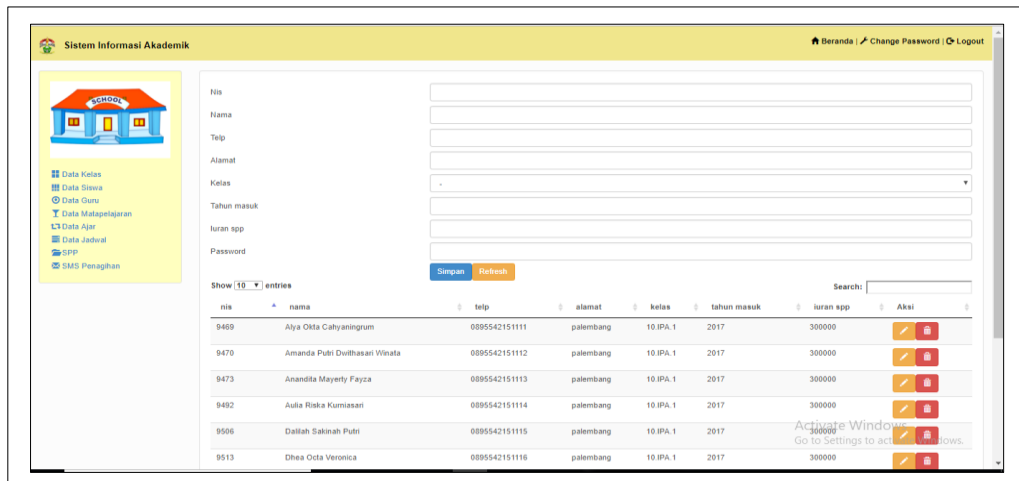 Sistem Informasi Akademik
Beranda | Change Password | Logout
SCHOOL
Data Kelas
Data Siswa
Data Guru
Data Matapelajaran
Data Ajar
Data Jadwal
SPP
SMS Penagihan
Nis
Nama
Telp
Alamat
Kelas
-
Tahun masuk
Iuran spp
Password
Simpan Refresh
Show 10 entries
Search:
nis nama telp alamat kelas tahun masuk iuran spp Aksi
9469 Alya Okta Cahyaningrum 0895542151111 palembang 10.IPA.1 2017 300000
9470 Amanda Putri Dwithasari Winata 0895542151112 palembang 10.IPA.1 2017 300000
9473 Anandita Mayerty Fayza 0895542151113 palembang 10.IPA.1 2017 300000
9492 Aulia Riska Kurniasari 0895542151114 palembang 10.IPA.1 2017 300000
9506 Dalilah Sakinah Putri 0895542151115 palembang 10.IPA.1 2017 300000
9513 Dhea Octa Veronica 0895542151116 palembang 10.IPA.1 2017 300000
Activate Windows
Go to Settings to activate Windows.